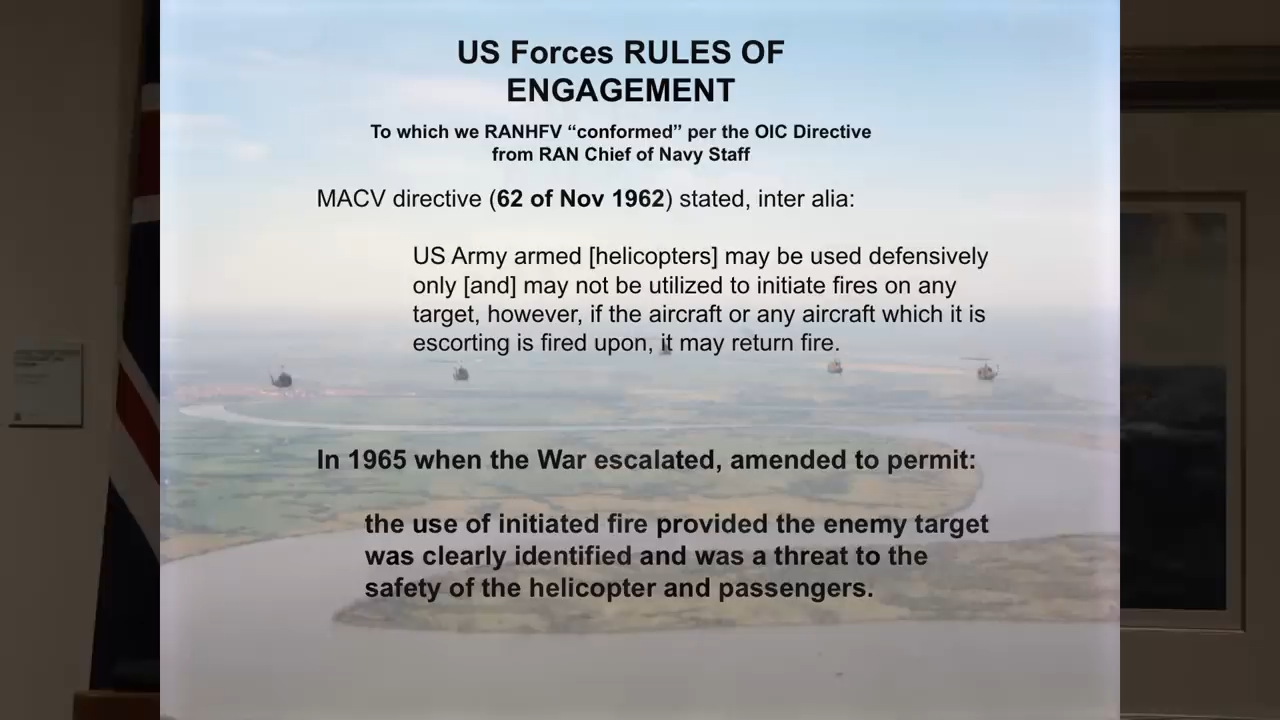 US Forces RULES OF
ENGAGEMENT
To which we RANHFV “conformed” per the OIC Directive
from RAN Chief of Navy Staff
MACV directive (62 of Nov 1962) stated, inter alia:
US Army armed [helicopters] may be used defensively
only [and] may not be utilized to initiate fires on any
target, however, if the aircraft or any aircraft which it is
escorting is fired upon, it may return fire.
In 1965 when the War escalated, amended to permit:
the use of initiated fire provided the enemy target
was clearly identified and was a threat to the
safety of the helicopter and passengers.